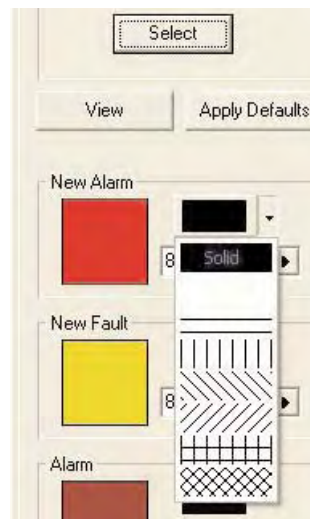 Select
View Apply Defaults
New Alarm
8 Solid
New Fault
8
Alarm